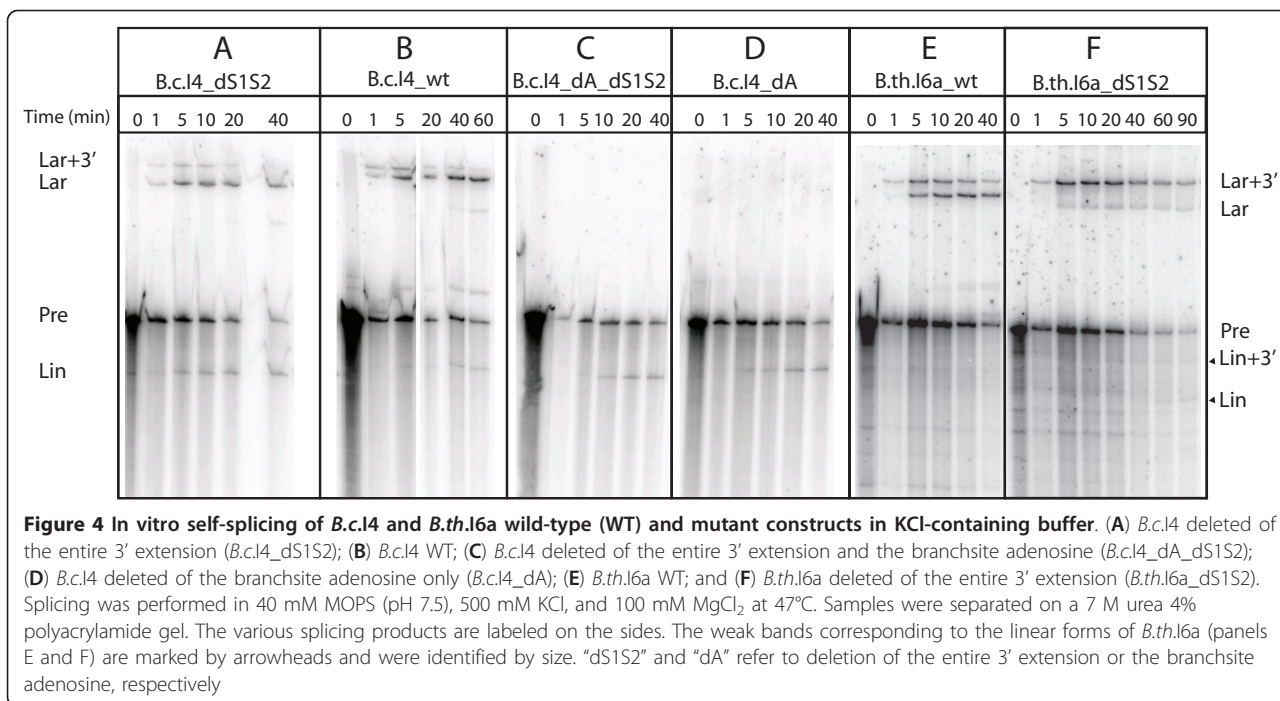 A
B.c.I4_dS1S2
B
B.c.I4_wt
C
B.c.I4_dA_dS1S2
D
B.c.I4_dA
E
B.th.I6a_wt
F
B.th.I6a_dS1S2
Time (min)
0 1 5 10 20 40
0 1 5 20 40 60
0 1 5 10 20 40
0 1 5 10 20 40
0 1 5 10 20 40
0 1 5 10 20 40 60 90
Lar+3'
Lar
Pre
Lin
Lar+3'
Lar
Pre
Lin+3'
Lin
Figure 4 In vitro self-splicing of B.c.I4 and B.th.I6a wild-type (WT) and mutant constructs in KCl-containing buffer. (A) B.c.I4 deleted of
the entire 3' extension (B.c.I4_dS1S2); (B) B.c.I4 WT; (C) B.c.I4 deleted of the entire 3' extension and the branchsite adenosine (B.c.I4_dA_dS1S2);
(D) B.c.I4 deleted of the branchsite adenosine only (B.c.I4_dA); (E) B.th.I6a WT; and (F) B.th.I6a deleted of the entire 3' extension (B.th.I6a_dS1S2).
Splicing was performed in 40 mM MOPS (pH 7.5), 500 mM KCl, and 100 mM MgCl₂ at 47°C. Samples were separated on a 7 M urea 4%
polyacrylamide gel. The various splicing products are labeled on the sides. The weak bands corresponding to the linear forms of B.th.I6a (panels
E and F) are marked by arrowheads and were identified by size. "dS1S2" and "dA" refer to deletion of the entire 3' extension or the branchsite
adenosine, respectively